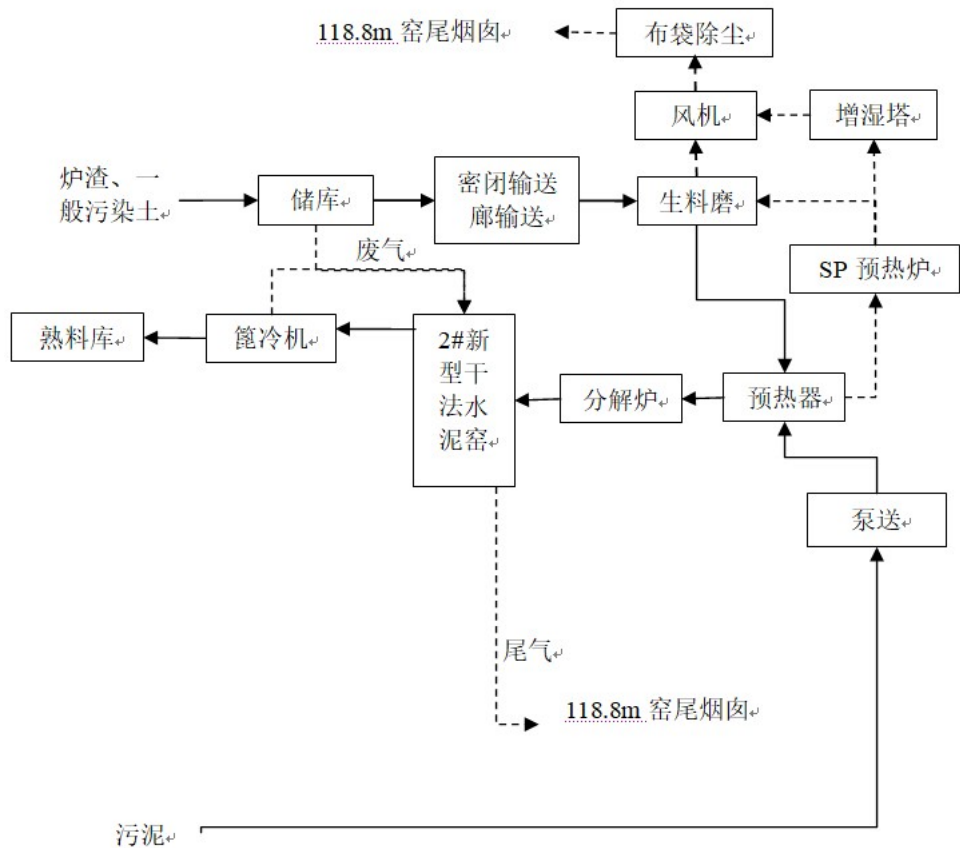 118.8m 窑尾烟囱
布袋除尘
风机
增湿塔
炉渣、一
般污染土
储库
密闭输送
廊输送
生料磨
废气
SP 预热炉
熟料库
篦冷机
2#新
型干
法水
泥窑
分解炉
预热器
泵送
尾气
118.8m 窑尾烟囱
污泥